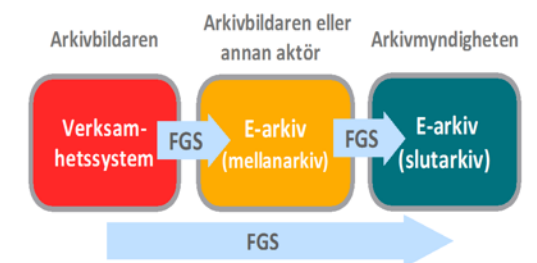 Arkivbildaren
Arkivbildaren eller
annan aktör
Arkivmyndigheten
Verksam-
hetssystem
FGS
E-arkiv
(mellanarkiv)
FGS
E-arkiv
(slutarkiv)
FGS